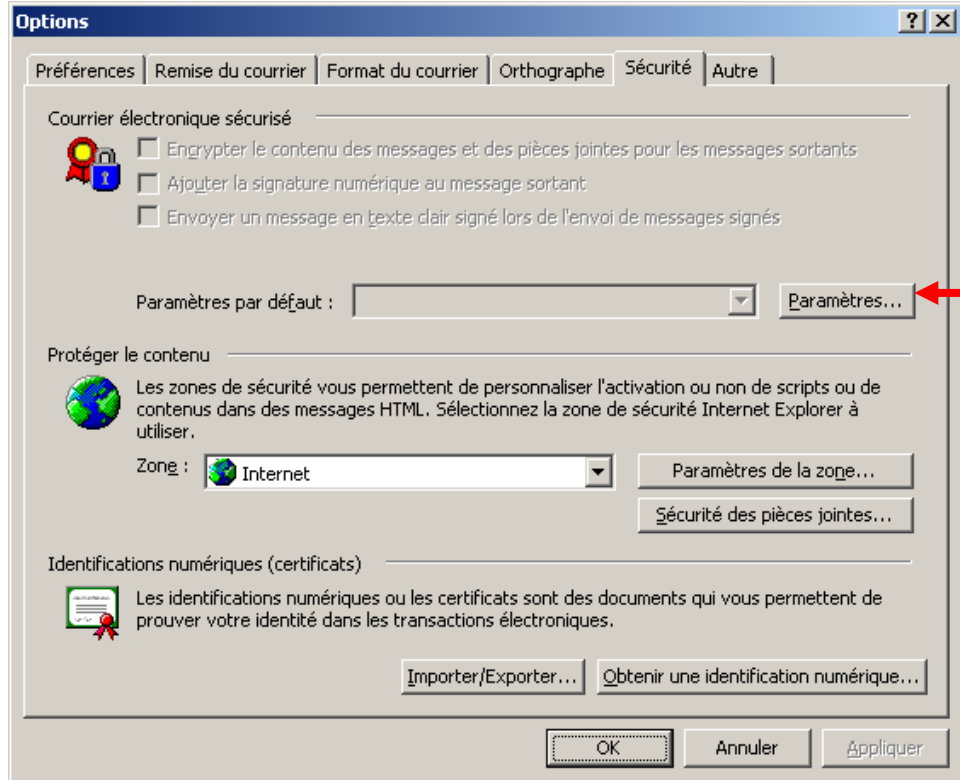 Options
Préférences Remise du courrier Format du courrier Orthographe Sécurité Autre
Courrier électronique sécurisé
Encrypter le contenu des messages et des pièces jointes pour les messages sortants
Ajouter la signature numérique au message sortant
Envoyer un message en texte clair signé lors de l'envoi de messages signés
Paramètres par défaut : Paramètres...
Protéger le contenu
Les zones de sécurité vous permettent de personnaliser l'activation ou non de scripts ou de
contenus dans des messages HTML. Sélectionnez la zone de sécurité Internet Explorer à
utiliser.
Zone : Internet Paramètres de la zone...
Sécurité des pièces jointes...
Identifications numériques (certificats)
Les identifications numériques ou les certificats sont des documents qui vous permettent de
prouver votre identité dans les transactions électroniques.
Importer/Exporter... Obtenir une identification numérique...
OK Annuler Appliquer